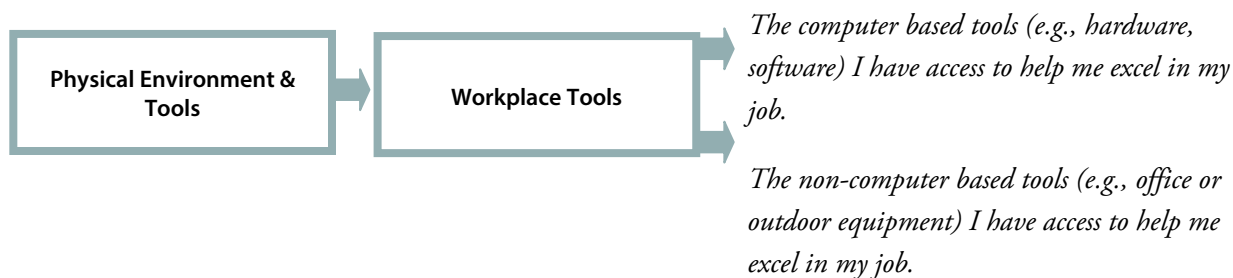 Physical Environment &
Tools
Workplace Tools
The computer based tools (e.g., hardware,
software) I have access to help me excel in my
job.
The non-computer based tools (e.g., office or
outdoor equipment) I have access to help me
excel in my job.